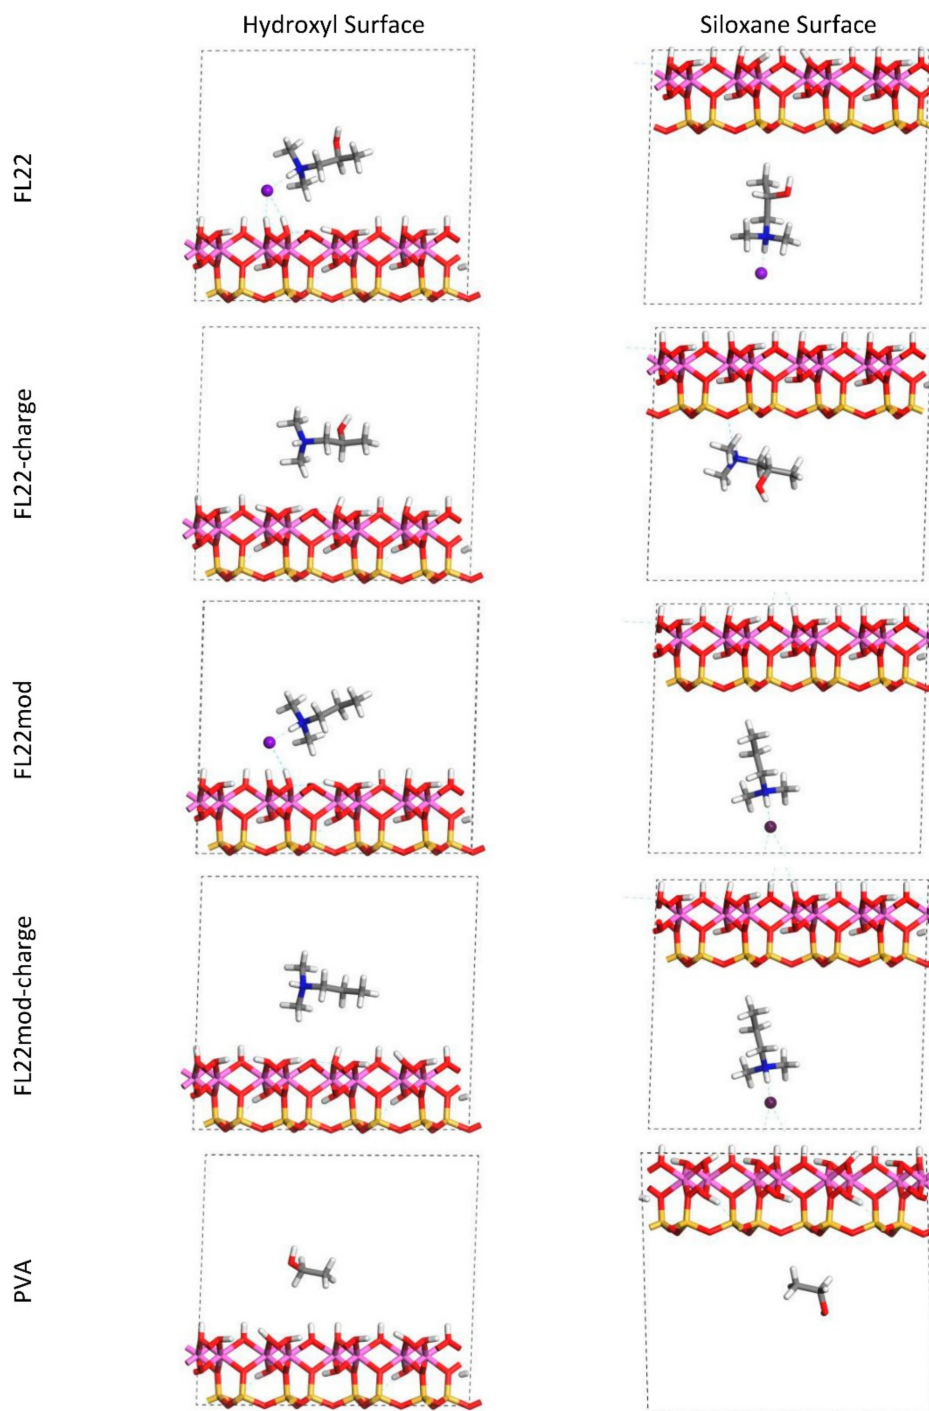 Hydroxyl Surface
Siloxane Surface
FL22
FL22-charge
FL22mod
FL22mod-charge
PVA